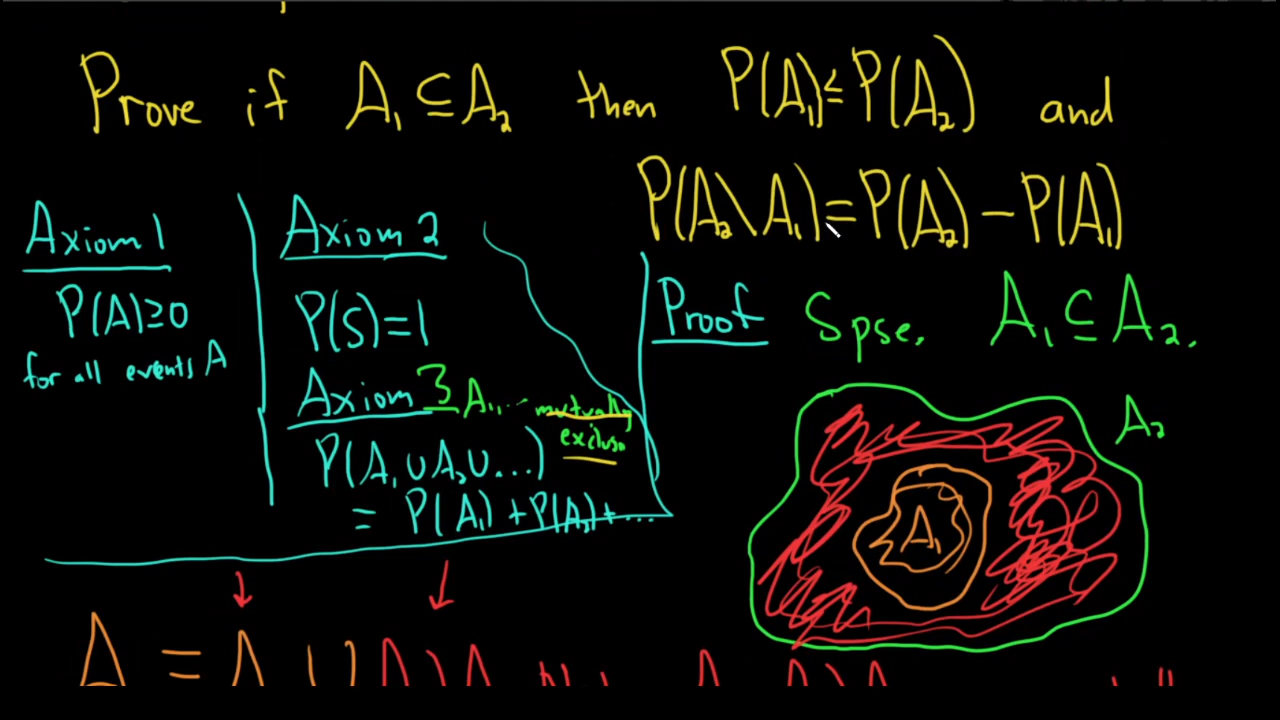 Prove if A₁ ⊆ A₂ then P(A₁) ≤ P(A₂) and
P(A₂\A₁) = P(A₂) − P(A₁)
Axiom 1
P(A)≥0
for all events A
Axiom 2
P(S)=1
Axiom 3 A₁,... mutually
exclusive
P(A₁∪A₂∪...)
= P(A₁)+P(A₂)+...
Proof Spse. A₁ ⊆ A₂.
A₂
A₁